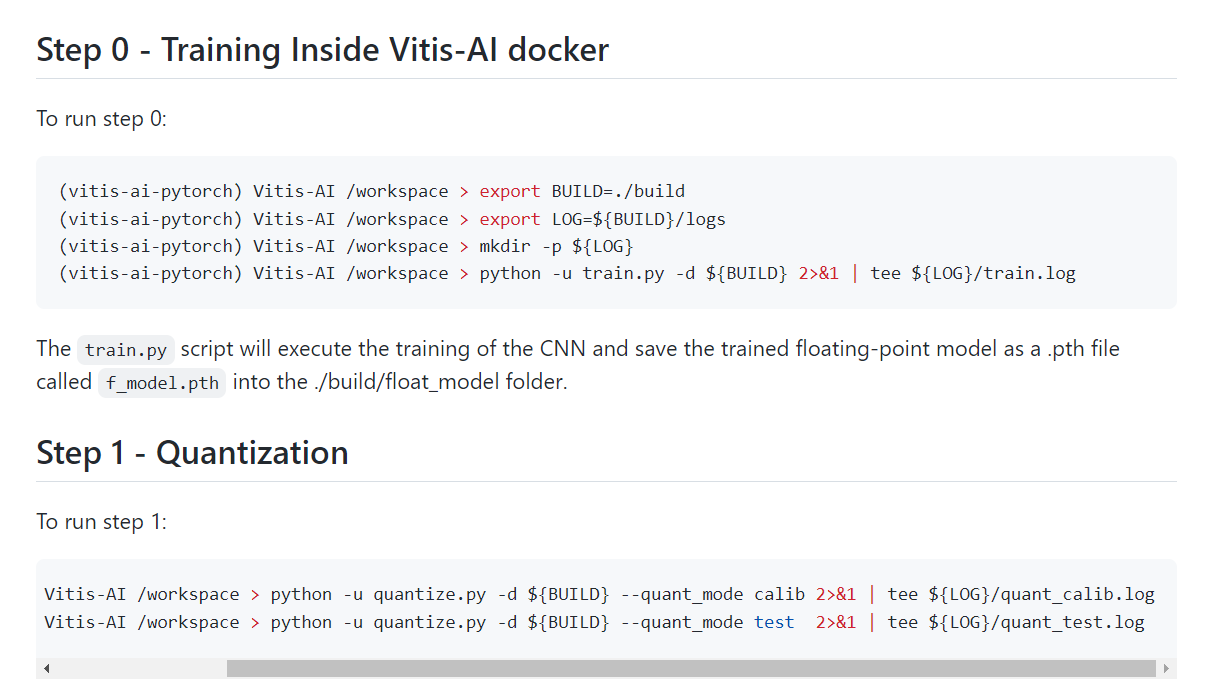 Step 0 - Training Inside Vitis-AI docker
To run step 0:
(vitis-ai-pytorch) Vitis-AI /workspace > export BUILD=./build
(vitis-ai-pytorch) Vitis-AI /workspace > export LOG=${BUILD}/logs
(vitis-ai-pytorch) Vitis-AI /workspace > mkdir -p ${LOG}
(vitis-ai-pytorch) Vitis-AI /workspace > python -u train.py -d ${BUILD} 2>&1 | tee ${LOG}/train.log
The train.py script will execute the training of the CNN and save the trained floating-point model as a .pth file
called f_model.pth into the ./build/float_model folder.
Step 1 - Quantization
To run step 1:
Vitis-AI /workspace > python -u quantize.py -d ${BUILD} --quant_mode calib 2>&1 | tee ${LOG}/quant_calib.log
Vitis-AI /workspace > python -u quantize.py -d ${BUILD} --quant_mode test  2>&1 | tee ${LOG}/quant_test.log